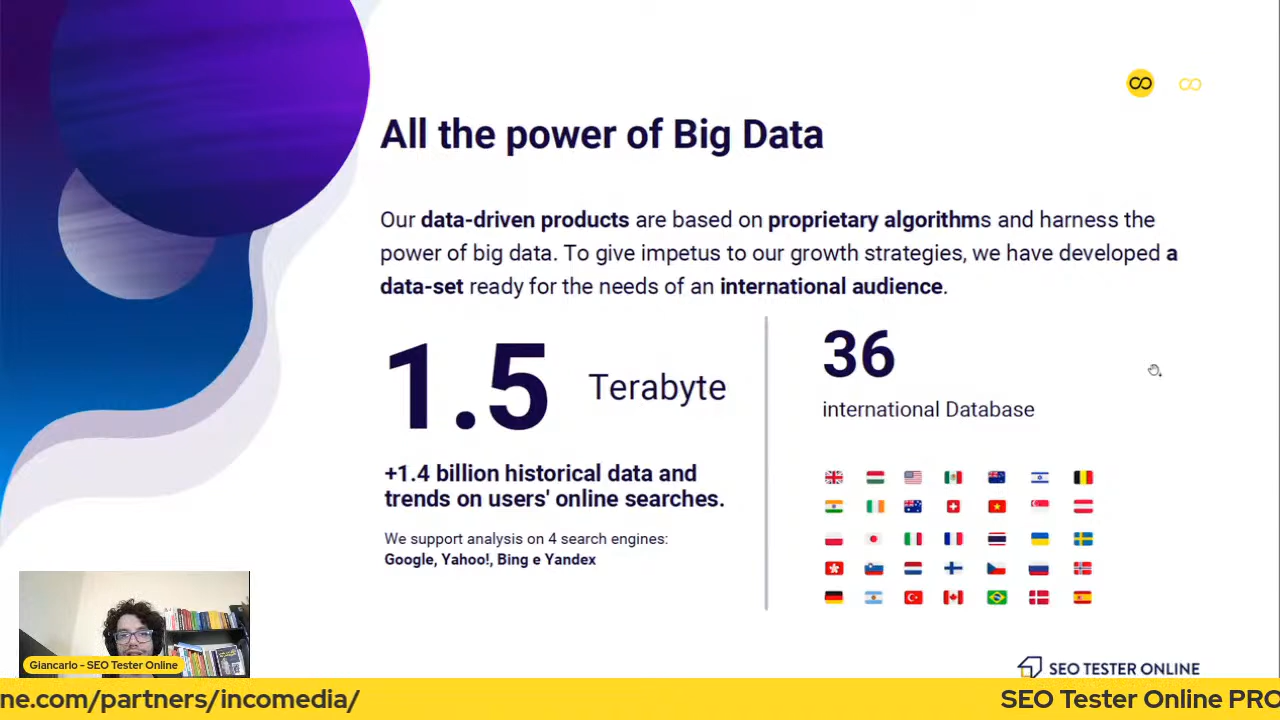 All the power of Big Data
Our data-driven products are based on proprietary algorithms and harness the
power of big data. To give impetus to our growth strategies, we have developed a
data-set ready for the needs of an international audience.
1.5 Terabyte
+1.4 billion historical data and
trends on users' online searches.
We support analysis on 4 search engines:
Google, Yahoo!, Bing e Yandex
36
international Database
Giancarlo - SEO Tester Online
SEO TESTER ONLINE
ne.com/partners/incomedia/
SEO Tester Online PRO